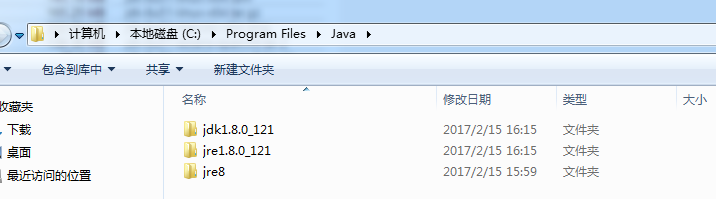 计算机 本地磁盘 (C:) Program Files Java
包含到库中 共享 新建文件夹
收藏夹 名称 修改日期 类型 大小
下载 jdk1.8.0_121 2017/2/15 16:15 文件夹
桌面 jre1.8.0_121 2017/2/15 16:15 文件夹
最近访问的位置 jre8 2017/2/15 15:59 文件夹